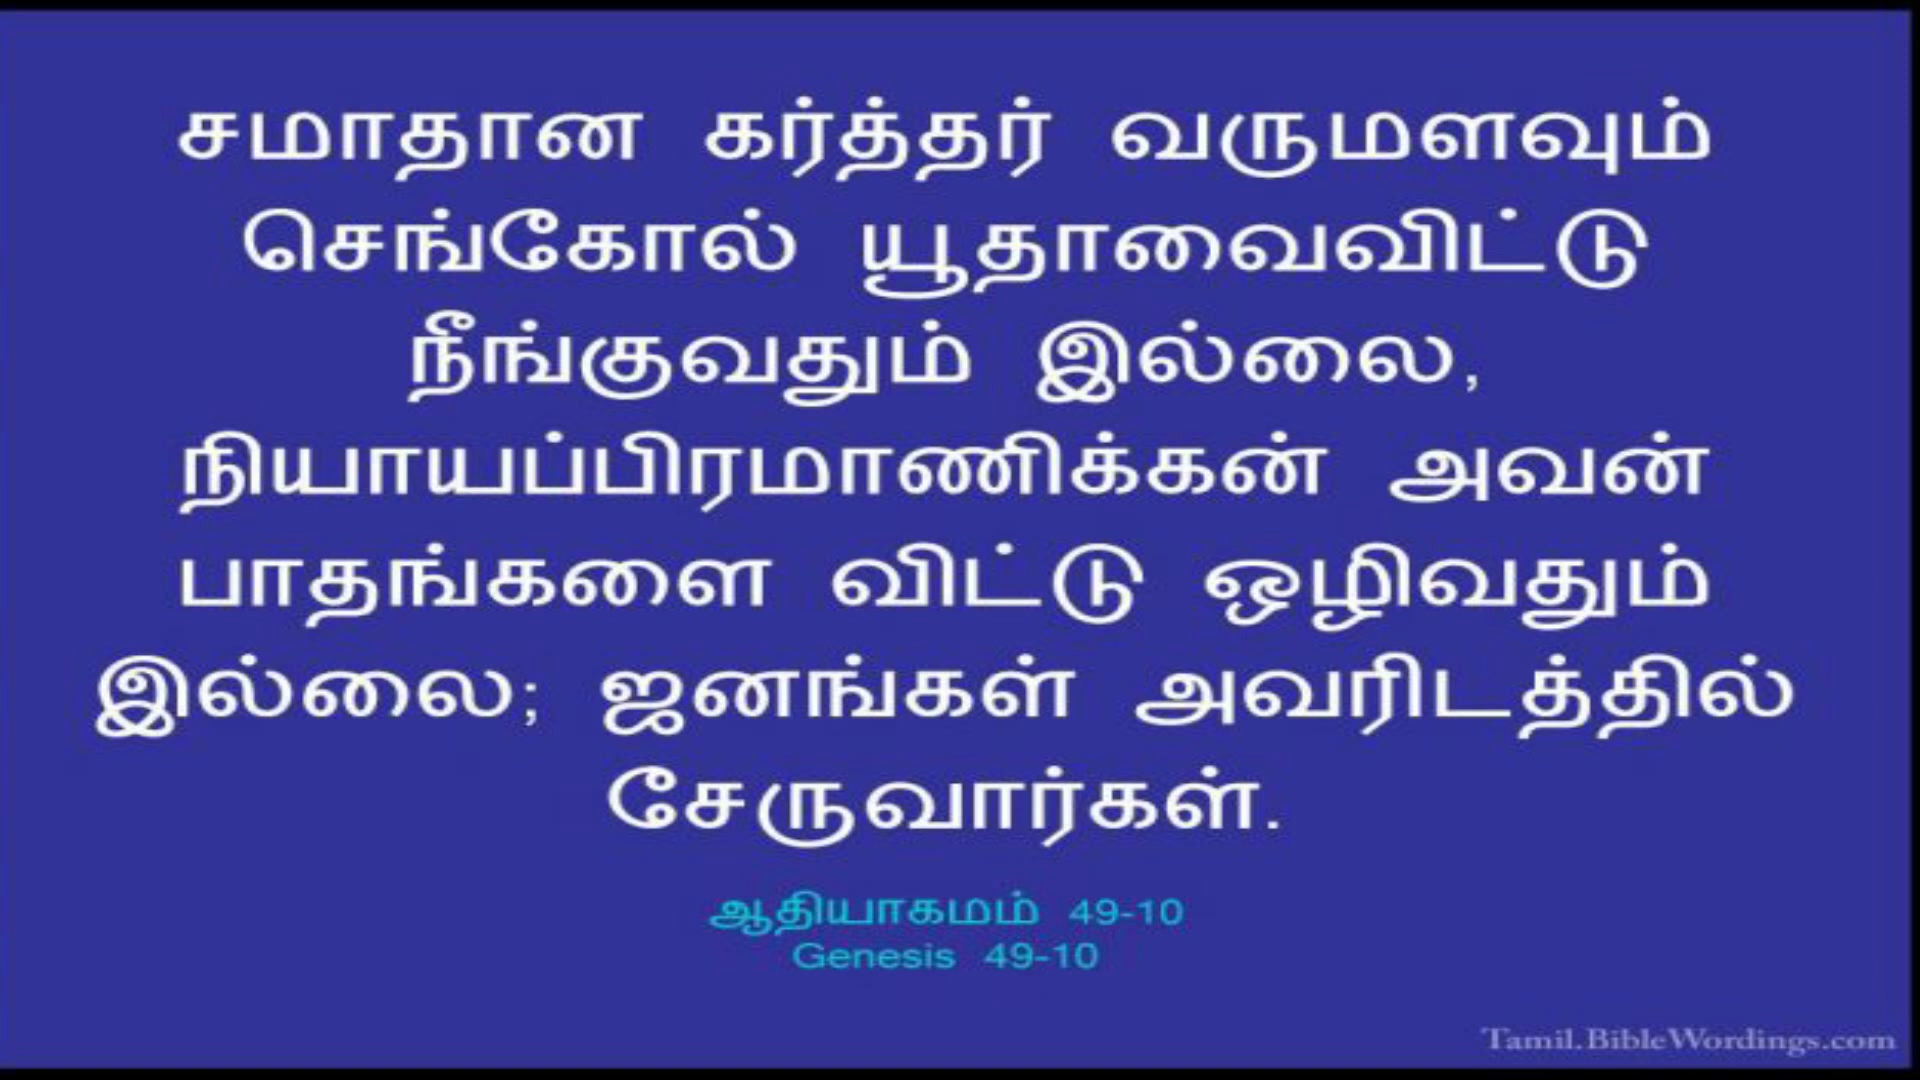 சமாதான கர்த்தர் வருமளவும்
செங்கோல் யூதாவைவிட்டு
நீங்குவதும் இல்லை,
நியாயப்பிரமாணிக்கன் அவன்
பாதங்களை விட்டு ஒழிவதும்
இல்லை; ஜனங்கள் அவரிடத்தில்
சேருவார்கள்.
ஆதியாகமம் 49-10
Genesis 49-10
Tamil.BibleWordings.com